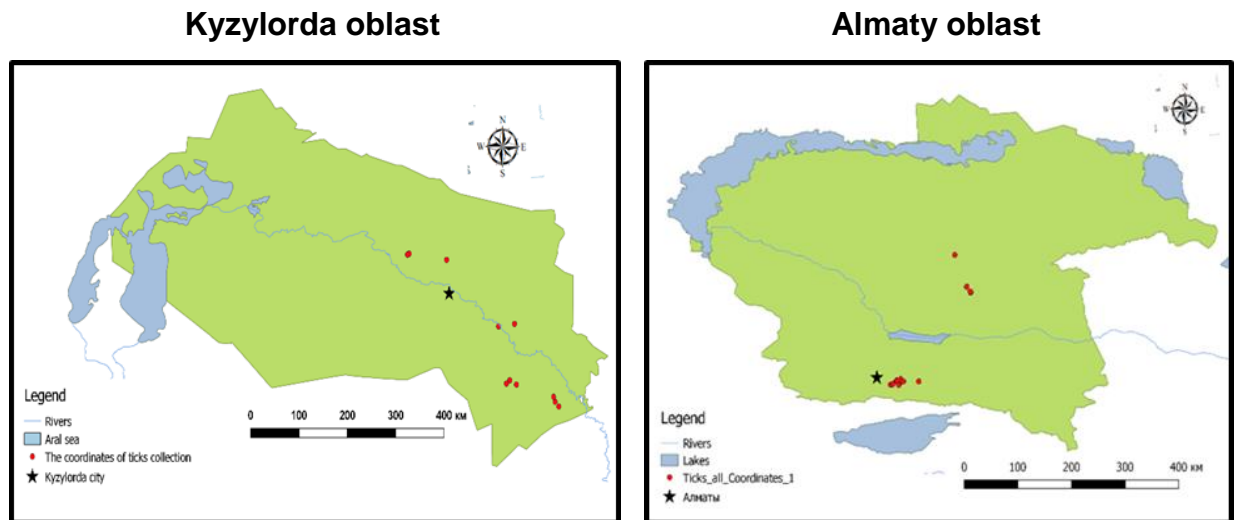 Kyzylorda oblast
Almaty oblast
N
W E
S
Legend
Rivers
Aral sea
The coordinates of ticks collection
Kyzylorda city
0 100 200 300 400 км
N
W E
S
Legend
Rivers
Lakes
Ticks_all_Coordinates_1
Алматы
0 100 200 300 400 км